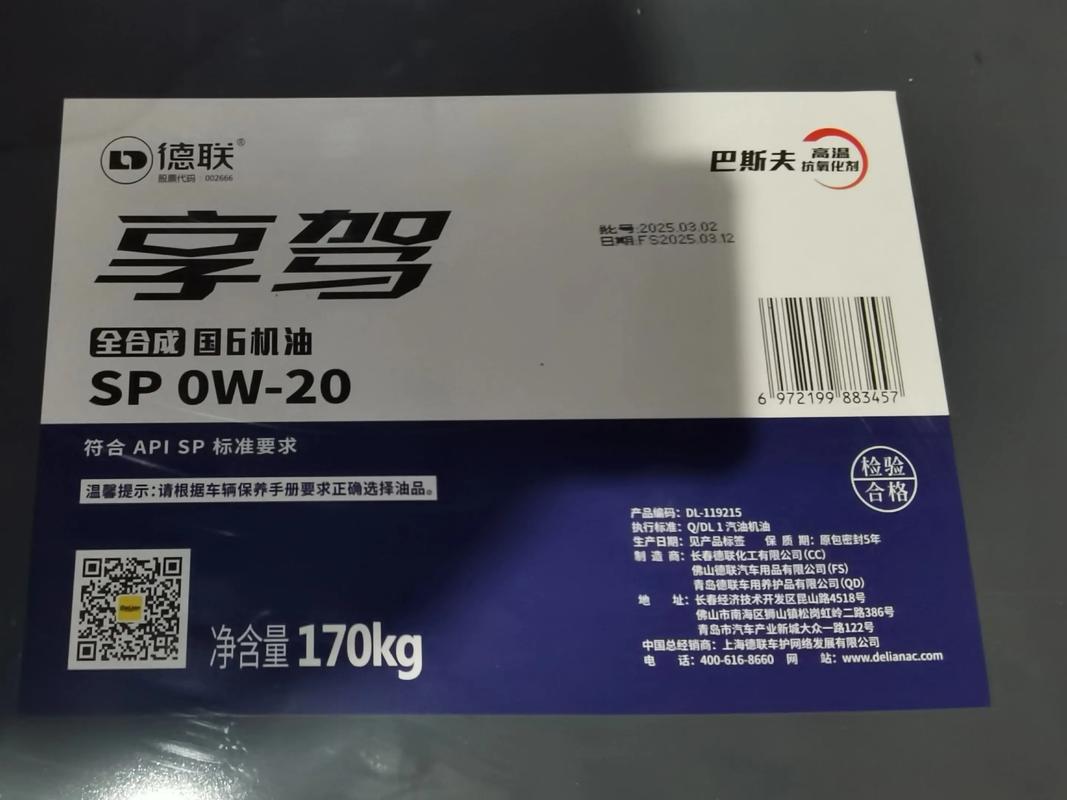 德联®
股票代码：002666
巴斯夫 高温抗氧化剂
享驾
批号:2025.03.02
日期:FS2025.03.12
全合成 国6机油
SP 0W-20
6 972199 883457
符合 API SP 标准要求
温馨提示：请根据车辆保养手册要求正确选择油品。
检验
合格
产品编码：DL-119215
执行标准：Q/DL 1 汽油机油
生产日期：见产品标签 保 质 期：原包密封5年
制 造 商：长春德联化工有限公司(CC)
佛山德联汽车用品有限公司(FS)
青岛德联车用养护品有限公司(QD)
地 址：长春经济技术开发区昆山路4518号
佛山市南海区狮山镇松岗虹岭二路386号
青岛市汽车产业新城大众一路122号
中国总经销商：上海德联车护网络发展有限公司
电 话：400-616-8660 网 站：www.delianac.com
DeLian
净含量 170kg